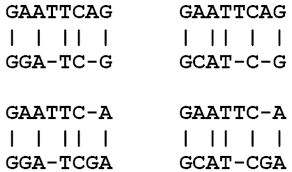 GAATTCAG GAATTCAG
| | | || | | || | |
GGA-TC-G GCAT-C-G
GAATTC-A GAATTC-A
| | || | | || | |
GGA-TCGA GCAT-CGA